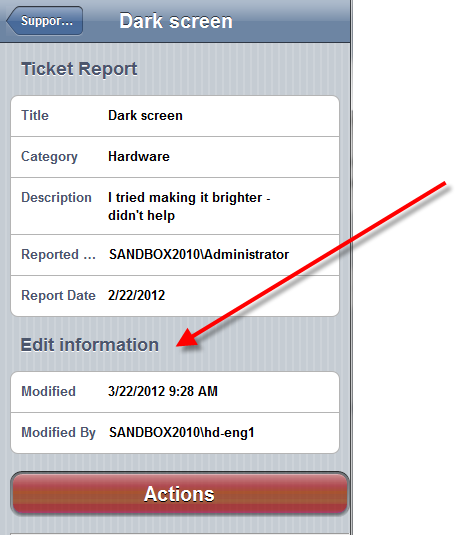 Suppor... Dark screen
Ticket Report
Title Dark screen
Category Hardware
Description I tried making it brighter -
didn't help
Reported ... SANDBOX2010\Administrator
Report Date 2/22/2012
Edit information
Modified 3/22/2012 9:28 AM
Modified By SANDBOX2010\hd-eng1
Actions